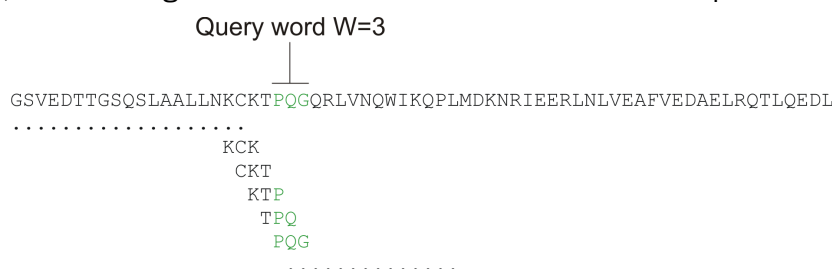 Query word W=3
GSVEDTTGSQSLAALLNKCKTPQGQRLVNQWIKQPLMDKNRIEERLNLVEAFVEDAELRQTLQEDL
...................
KCK
CKT
KTP
TPQ
PQG